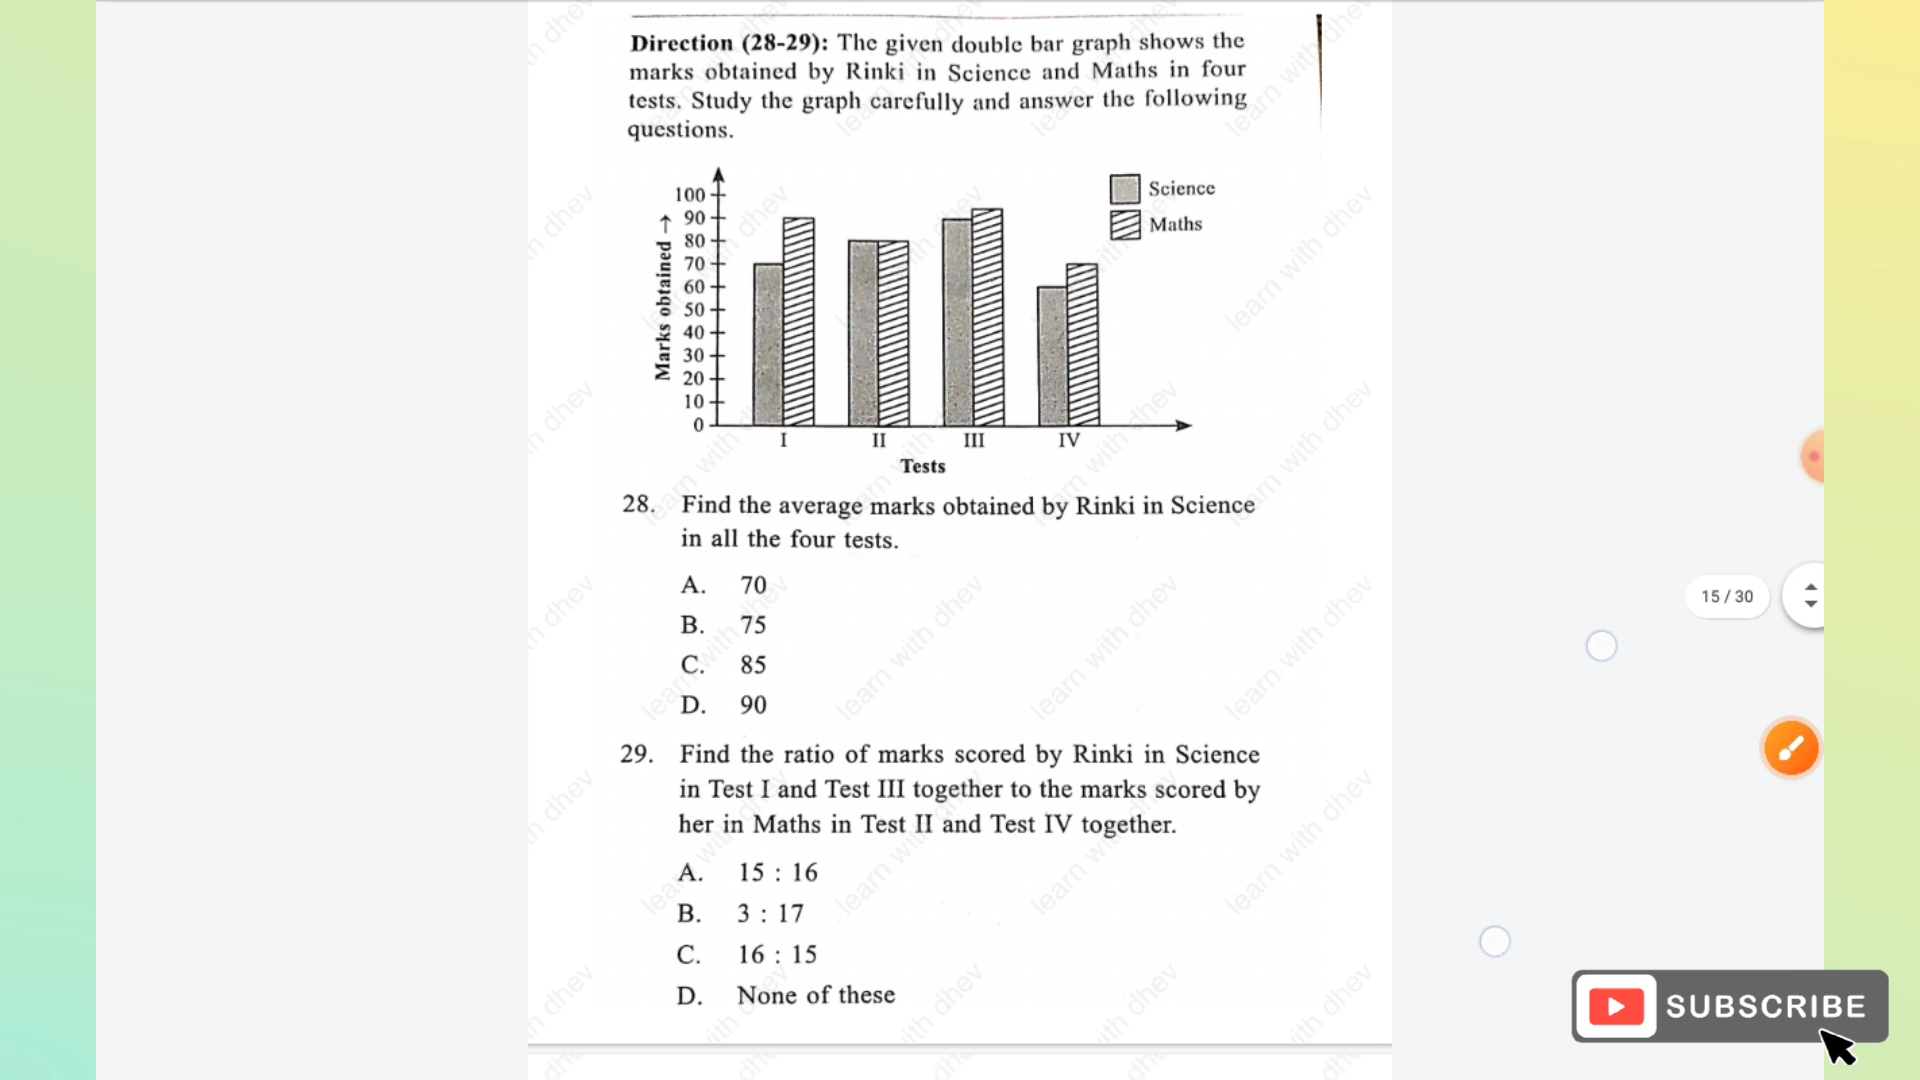 Direction (28-29): The given double bar graph shows the
marks obtained by Rinki in Science and Maths in four
tests. Study the graph carefully and answer the following
questions.
Marks obtained →
100
90
80
70
60
50
40
30
20
10
0
Science
Maths
I II III IV
Tests
28. Find the average marks obtained by Rinki in Science
in all the four tests.
A. 70
B. 75
C. 85
D. 90
29. Find the ratio of marks scored by Rinki in Science
in Test I and Test III together to the marks scored by
her in Maths in Test II and Test IV together.
A. 15 : 16
B. 3 : 17
C. 16 : 15
D. None of these
15 / 30
SUBSCRIBE
learn with dhev